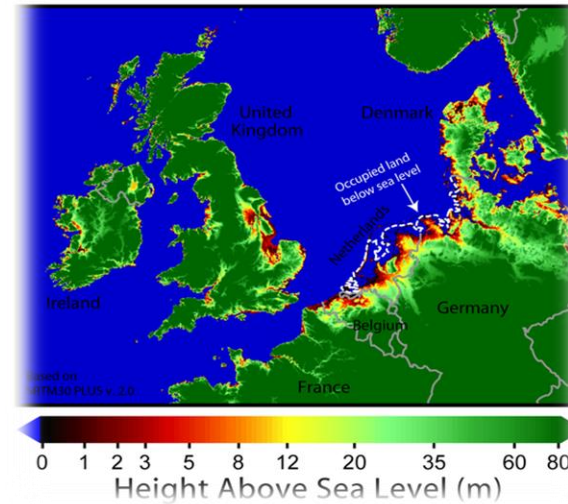 United
Kingdom
Denmark
Occupied land
below sea level
Netherlands
Ireland
Germany
Belgium
France
Based on
PLUS v. 2.0
0 1 2 3 5 8 12 20 35 60 80
Height Above Sea Level (m)